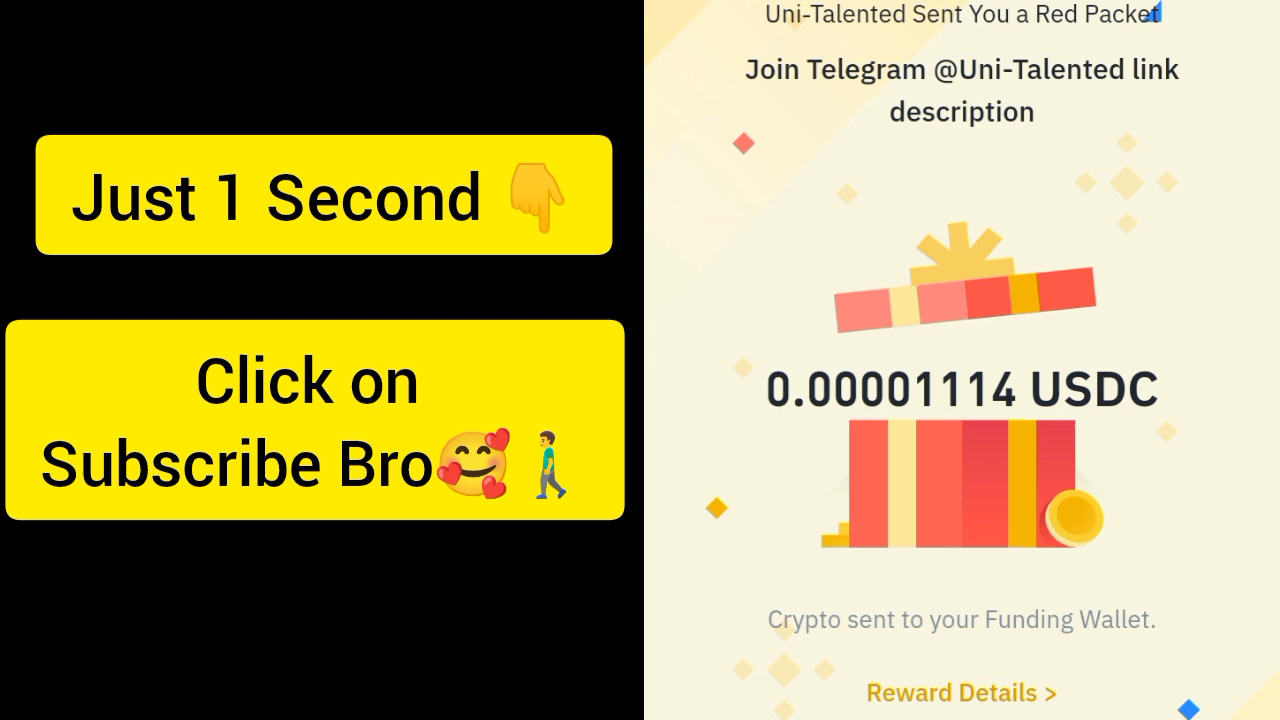 Just 1 Second 👇
Click on
Subscribe Bro🥰🚶‍♂️
Uni-Talented Sent You a Red Packet
Join Telegram @Uni-Talented link
description
0.00001114 USDC
Crypto sent to your Funding Wallet.
Reward Details >